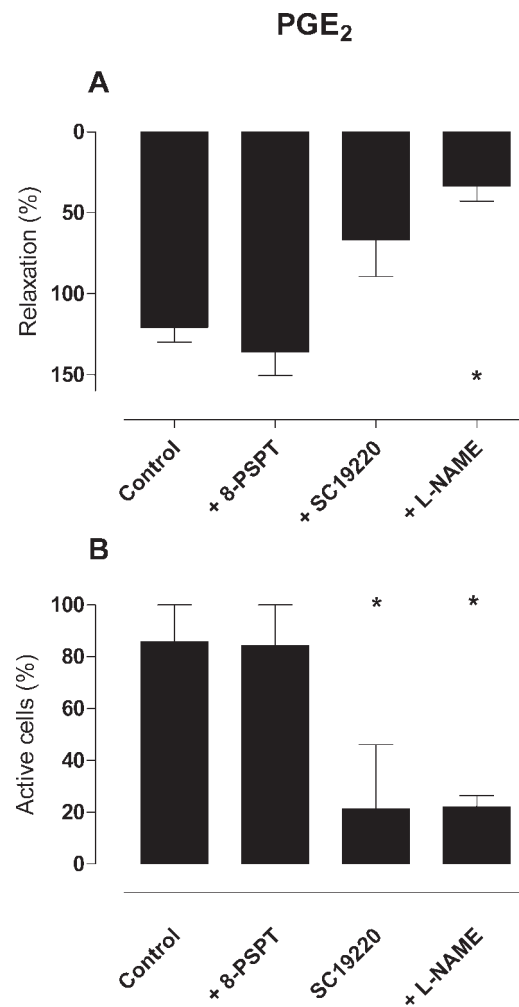 PGE₂
A
0
50
100
150
Relaxation (%)
*
Control
+ 8-PSPT
+ SC19220
+ L-NAME
B
100
80
60
40
20
0
Active cells (%)
* *
Control
+ 8-PSPT
SC19220
+ L-NAME